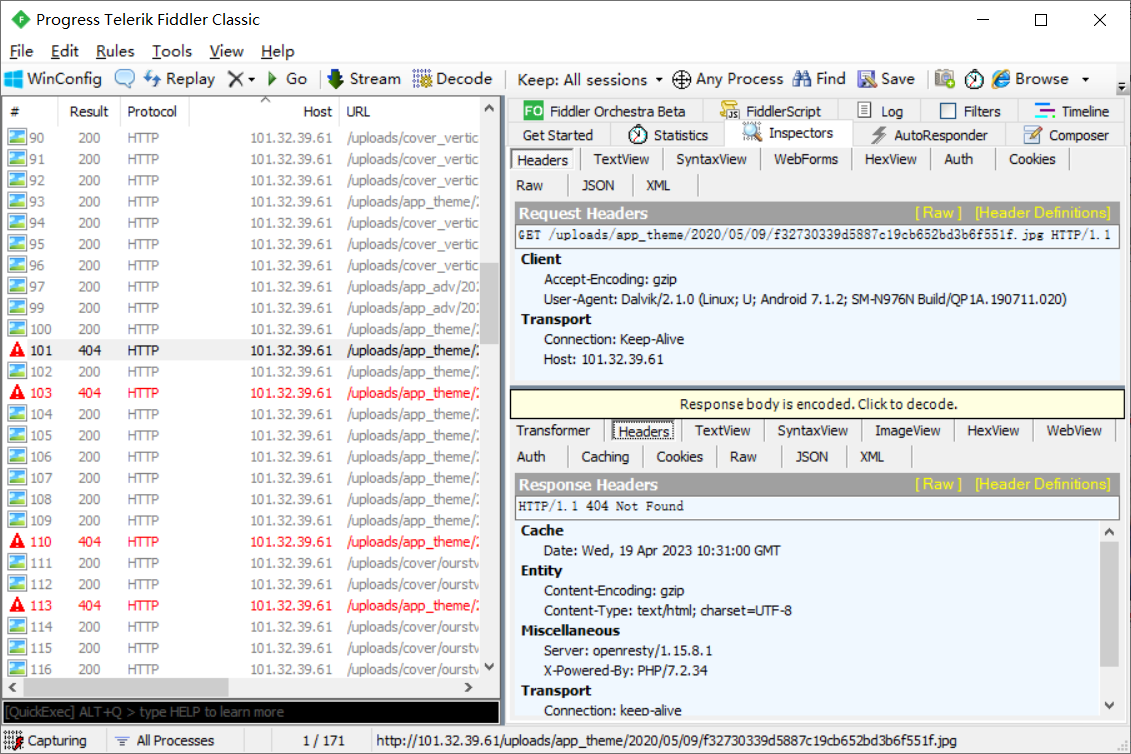 Progress Telerik Fiddler Classic
File Edit Rules Tools View Help
WinConfig Replay Go Stream Decode Keep: All sessions Any Process Find Save Browse
# Result Protocol Host URL
90 200 HTTP 101.32.39.61 /uploads/cover_vertic
91 200 HTTP 101.32.39.61 /uploads/cover_vertic
92 200 HTTP 101.32.39.61 /uploads/cover_vertic
93 200 HTTP 101.32.39.61 /uploads/app_theme/2
94 200 HTTP 101.32.39.61 /uploads/cover_vertic
95 200 HTTP 101.32.39.61 /uploads/cover_vertic
96 200 HTTP 101.32.39.61 /uploads/cover_vertic
97 200 HTTP 101.32.39.61 /uploads/app_adv/202
99 200 HTTP 101.32.39.61 /uploads/app_adv/202
100 200 HTTP 101.32.39.61 /uploads/app_theme/2
101 404 HTTP 101.32.39.61 /uploads/app_theme/2
102 200 HTTP 101.32.39.61 /uploads/app_theme/2
103 404 HTTP 101.32.39.61 /uploads/app_theme/2
104 200 HTTP 101.32.39.61 /uploads/app_theme/2
105 200 HTTP 101.32.39.61 /uploads/app_theme/2
106 200 HTTP 101.32.39.61 /uploads/app_theme/2
107 200 HTTP 101.32.39.61 /uploads/app_theme/2
108 200 HTTP 101.32.39.61 /uploads/app_theme/2
109 200 HTTP 101.32.39.61 /uploads/app_theme/2
110 404 HTTP 101.32.39.61 /uploads/app_theme/2
111 200 HTTP 101.32.39.61 /uploads/cover/ourstv
112 200 HTTP 101.32.39.61 /uploads/cover/ourstv
113 404 HTTP 101.32.39.61 /uploads/app_theme/2
114 200 HTTP 101.32.39.61 /uploads/cover/ourstv
115 200 HTTP 101.32.39.61 /uploads/cover/ourstv
116 200 HTTP 101.32.39.61 /uploads/cover/ourstv
[QuickExec] ALT+Q > type HELP to learn more
FO Fiddler Orchestra Beta FiddlerScript Log Filters Timeline
Get Started Statistics Inspectors AutoResponder Composer
Headers TextView SyntaxView WebForms HexView Auth Cookies
Raw JSON XML
Request Headers [ Raw ] [Header Definitions]
GET /uploads/app_theme/2020/05/09/f32730339d5887c19cb652bd3b6f551f.jpg HTTP/1.1
Client
Accept-Encoding: gzip
User-Agent: Dalvik/2.1.0 (Linux; U; Android 7.1.2; SM-N976N Build/QP1A.190711.020)
Transport
Connection: Keep-Alive
Host: 101.32.39.61
Response body is encoded. Click to decode.
Transformer Headers TextView SyntaxView ImageView HexView WebView
Auth Caching Cookies Raw JSON XML
Response Headers [ Raw ] [Header Definitions]
HTTP/1.1 404 Not Found
Cache
Date: Wed, 19 Apr 2023 10:31:00 GMT
Entity
Content-Encoding: gzip
Content-Type: text/html; charset=UTF-8
Miscellaneous
Server: openresty/1.15.8.1
X-Powered-By: PHP/7.2.34
Transport
Connection: keep-alive
Capturing All Processes 1 / 171 http://101.32.39.61/uploads/app_theme/2020/05/09/f32730339d5887c19cb652bd3b6f551f.jpg